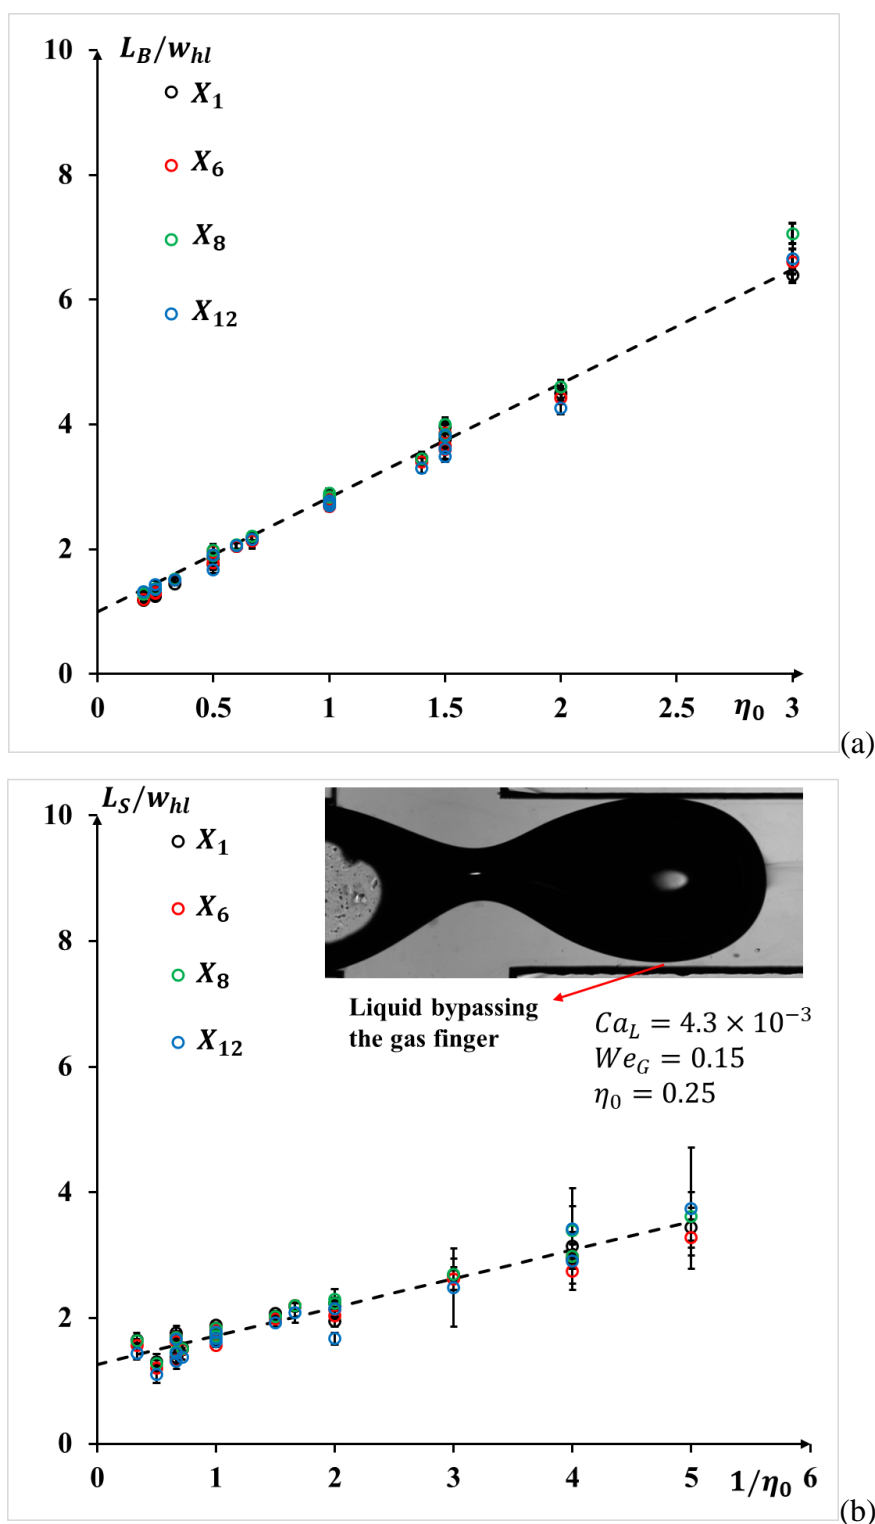 10
L_B/w_hl
X_1
8
X_6
X_8
6
X_12
4
2
0
0 0.5 1 1.5 2 2.5 η_0 3
(a)
L_S/w_hl
10
X_1
X_6
8
X_8
Liquid bypassing
the gas finger
Ca_L = 4.3 × 10^−3
X_12
We_G = 0.15
6
η_0 = 0.25
4
2
0
0 1 2 3 4 5 1/η_0 6
(b)